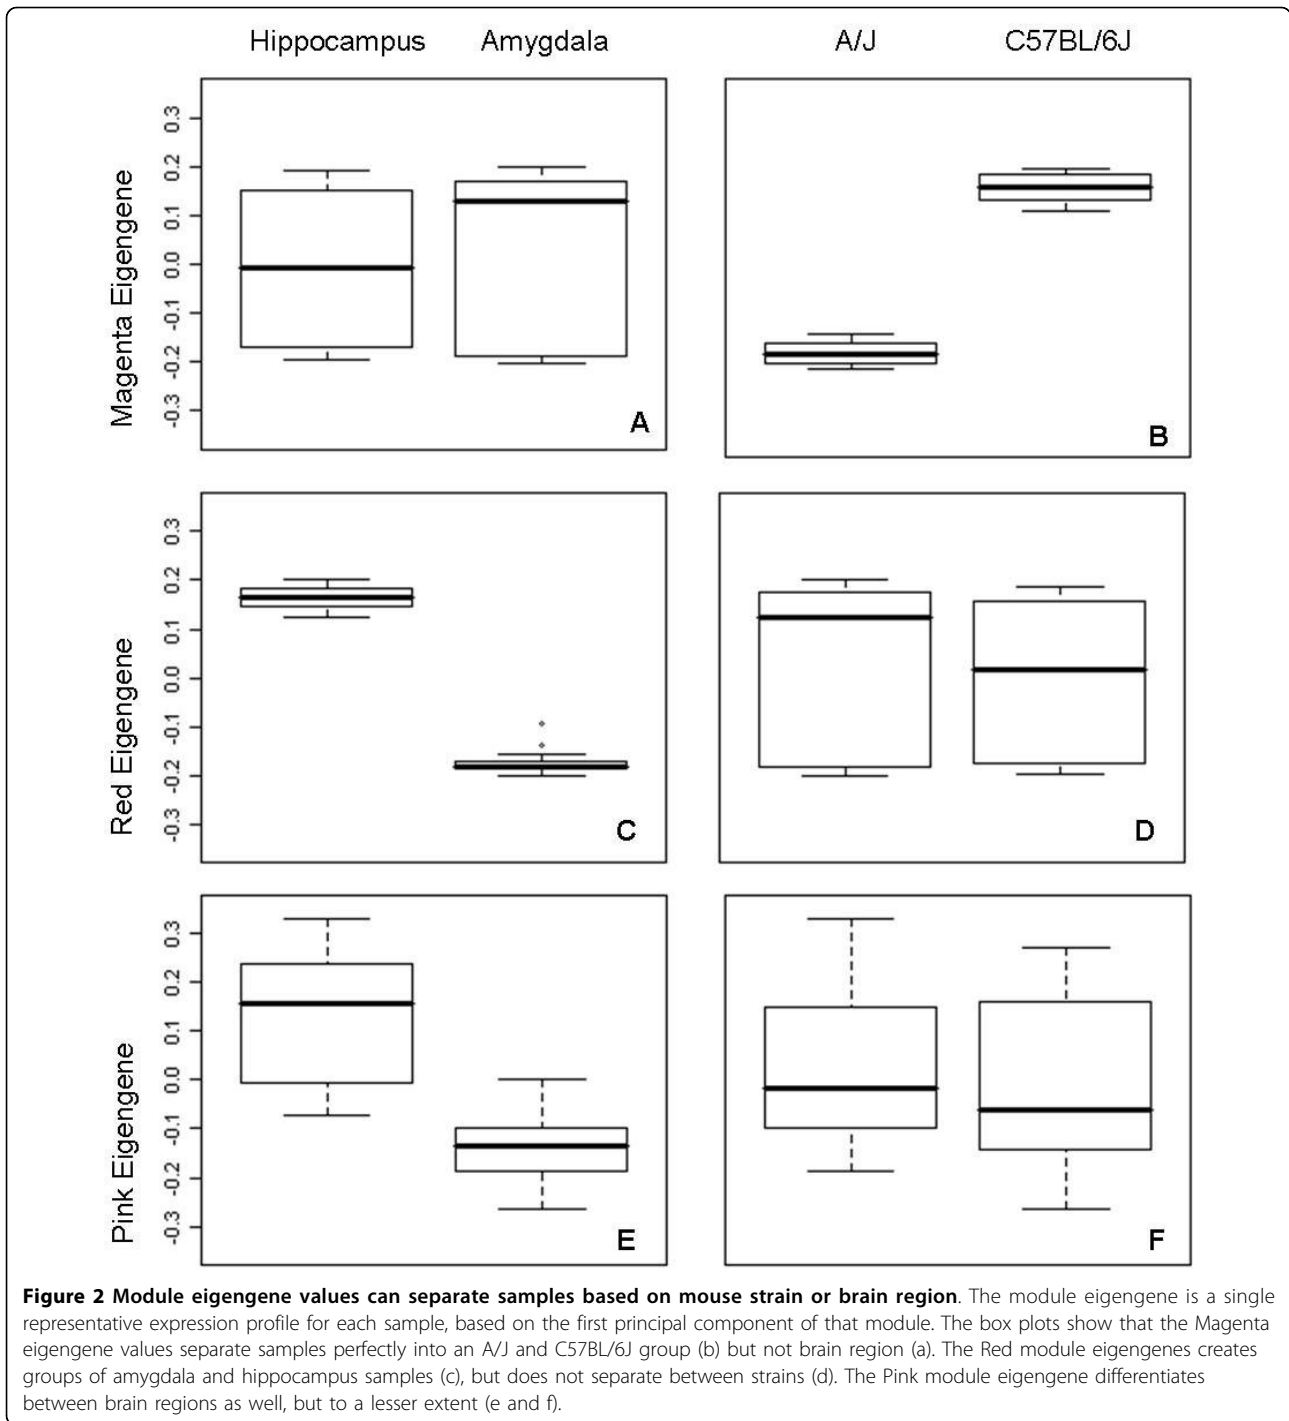 Hippocampus Amygdala A/J C57BL/6J
Magenta Eigengene
0.3
0.2
0.1
0.0
-0.1
-0.2
-0.3
A
B
Red Eigengene
0.3
0.2
0.1
0.0
-0.1
-0.2
-0.3
C
D
Pink Eigengene
0.3
0.2
0.1
0.0
-0.1
-0.2
-0.3
E
F
Figure 2 Module eigengene values can separate samples based on mouse strain or brain region. The module eigengene is a single
representative expression profile for each sample, based on the first principal component of that module. The box plots show that the Magenta
eigengene values separate samples perfectly into an A/J and C57BL/6J group (b) but not brain region (a). The Red module eigengenes creates
groups of amygdala and hippocampus samples (c), but does not separate between strains (d). The Pink module eigengene differentiates
between brain regions as well, but to a lesser extent (e and f).